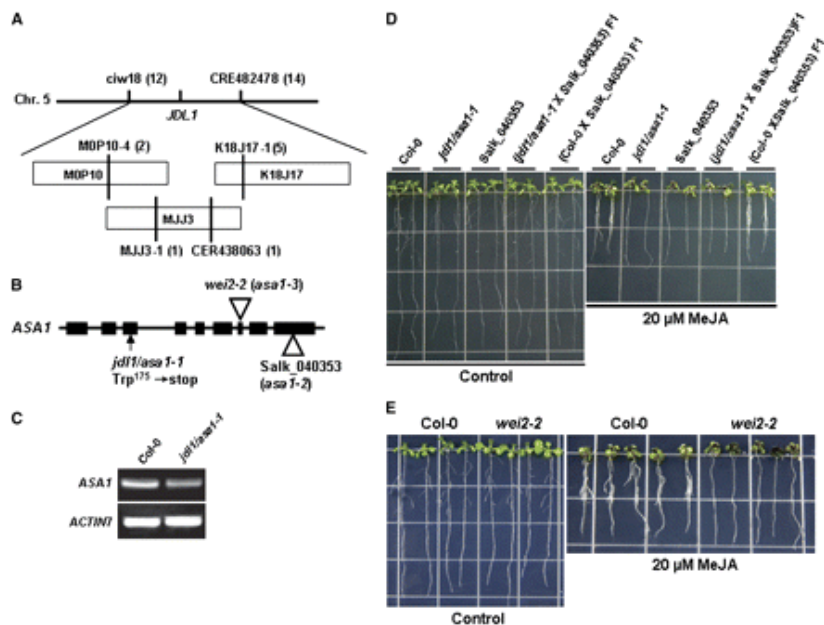 A
ciw18 (12)
CRE482478 (14)
Chr. 5
JDL1
M0P10-4 (2)
K18J17-1(5)
M0P10
K18J17
MJJ3
MJJ3-1 (1)
CER438063 (1)
B
wei2-2 (asa1-3)
ASA1
jdl1/asa1-1
Trp175 →stop
Salk_040353
(asa1-2)
C
Col-0
jdl1/asa1-1
ASA1
ACTIN7
D
Col-0
jdl1/asa1-1
Salk_040353
(jdl1/asa1-1 X Salk_040353) F1
(Col-0 X Salk_040353) F1
Col-0
jdl1/asa1-1
Salk_040353
(jdl1/asa1-1 X Salk_040353)F1
(Col-0 XSalk_040353) F1
20 µM MeJA
Control
E
Col-0
wei2-2
Col-0
wei2-2
20 µM MeJA
Control